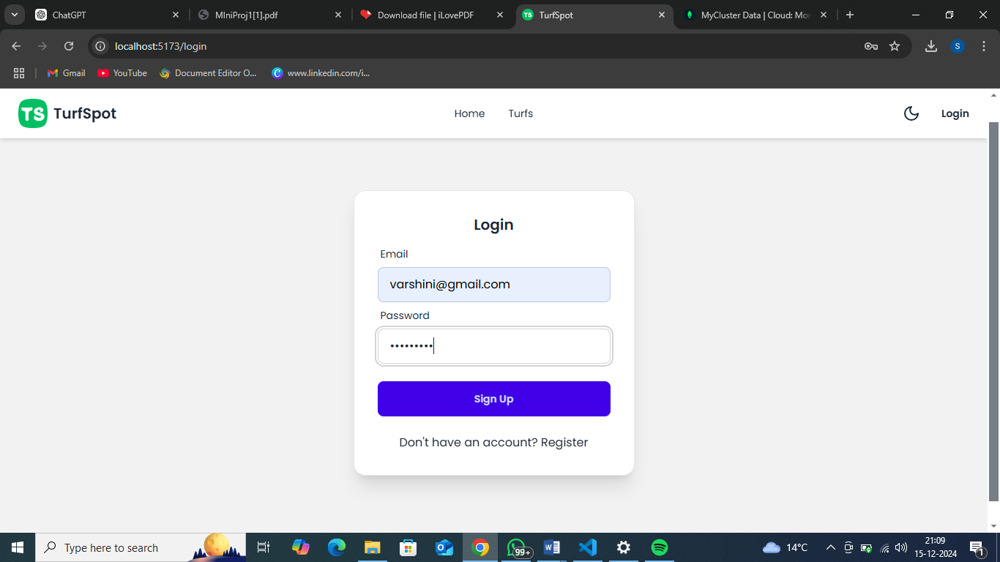 ChatGPT
MIniProj1[1].pdf
Download file | iLovePDF
TS
TurfSpot
MyCluster Data | Cloud: Mor
localhost:5173/login
S
Gmail
YouTube
Document Editor O...
www.linkedin.com/i...
TS TurfSpot
Home
Turfs
Login
Login
Email
varshini@gmail.com
Password
•••••••••
Sign Up
Don't have an account? Register
Type here to search
99+
14°C
21:09
15-12-2024
1